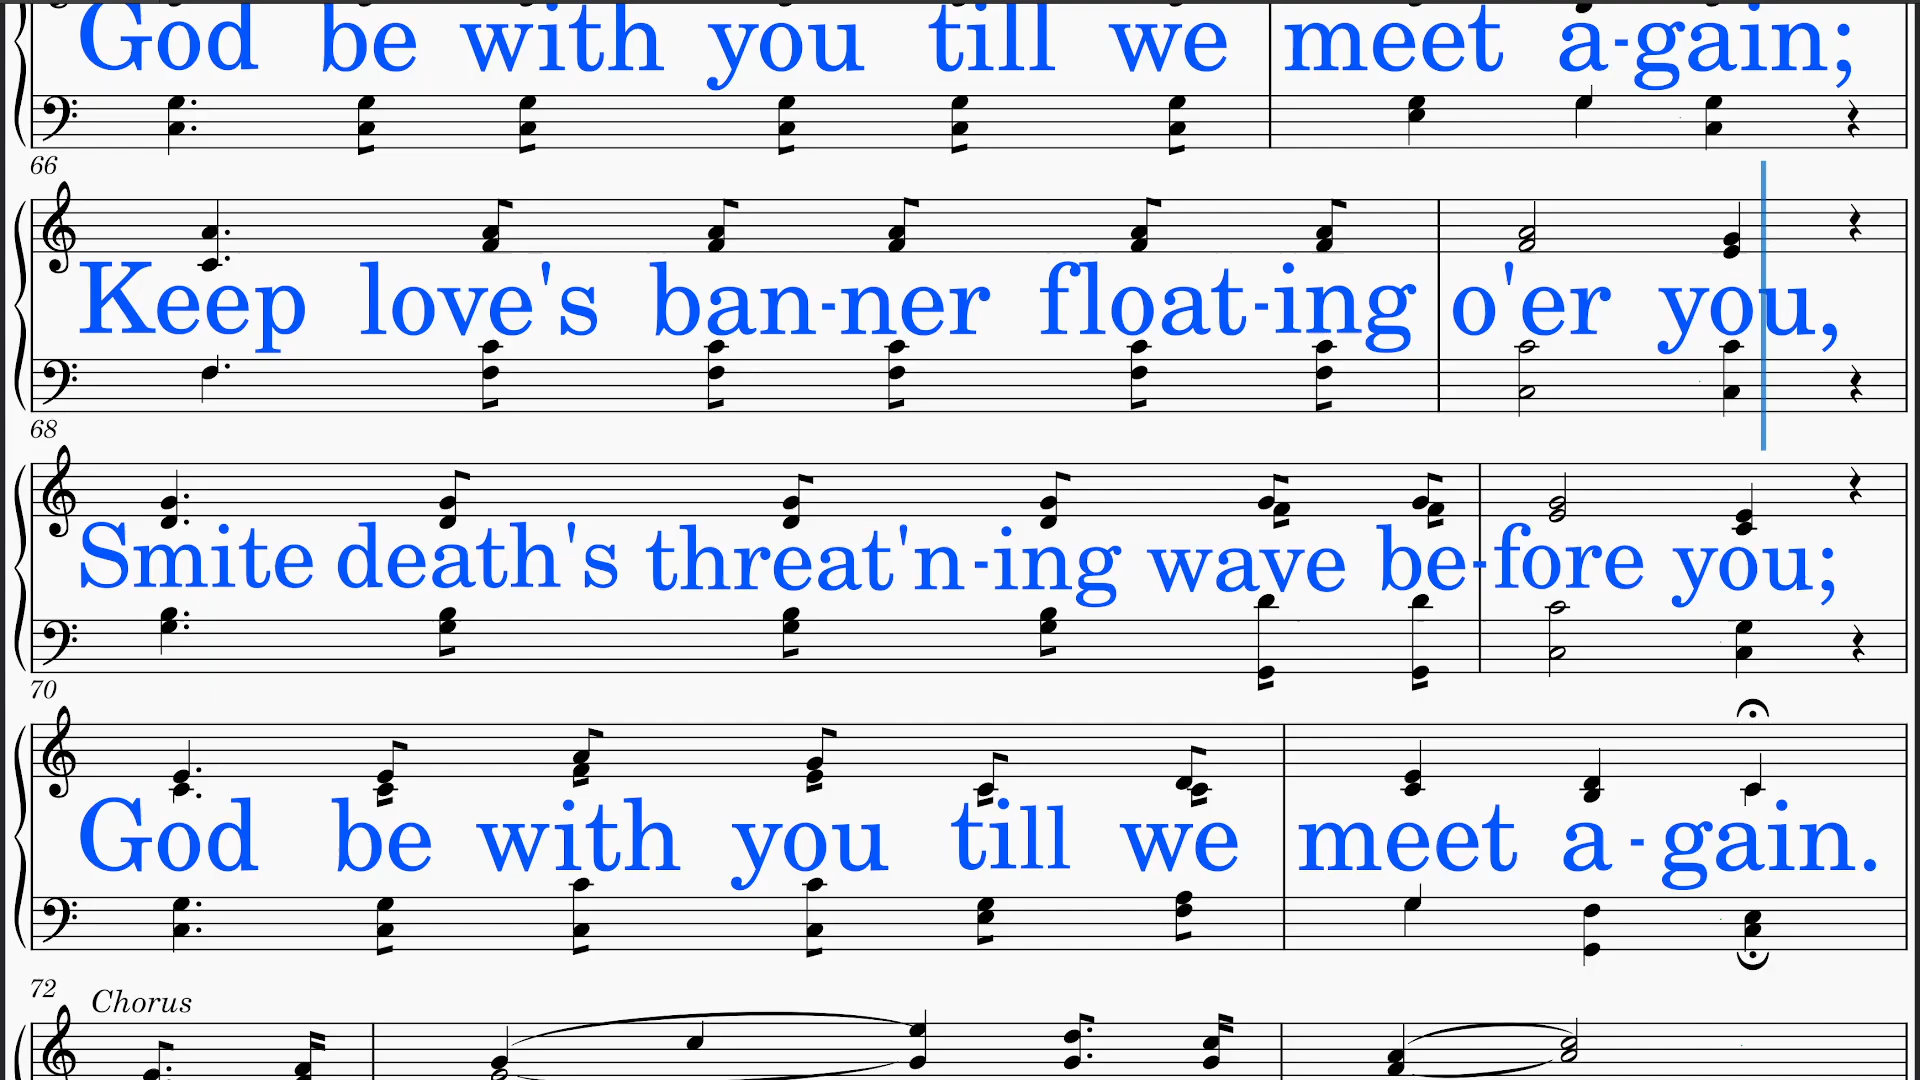 God be with you till we meet a-gain;
66
Keep love's ban-ner float-ing o'er you,
68
Smite death's threat'n-ing wave be-fore you;
70
God be with you till we meet a-gain.
72
Chorus